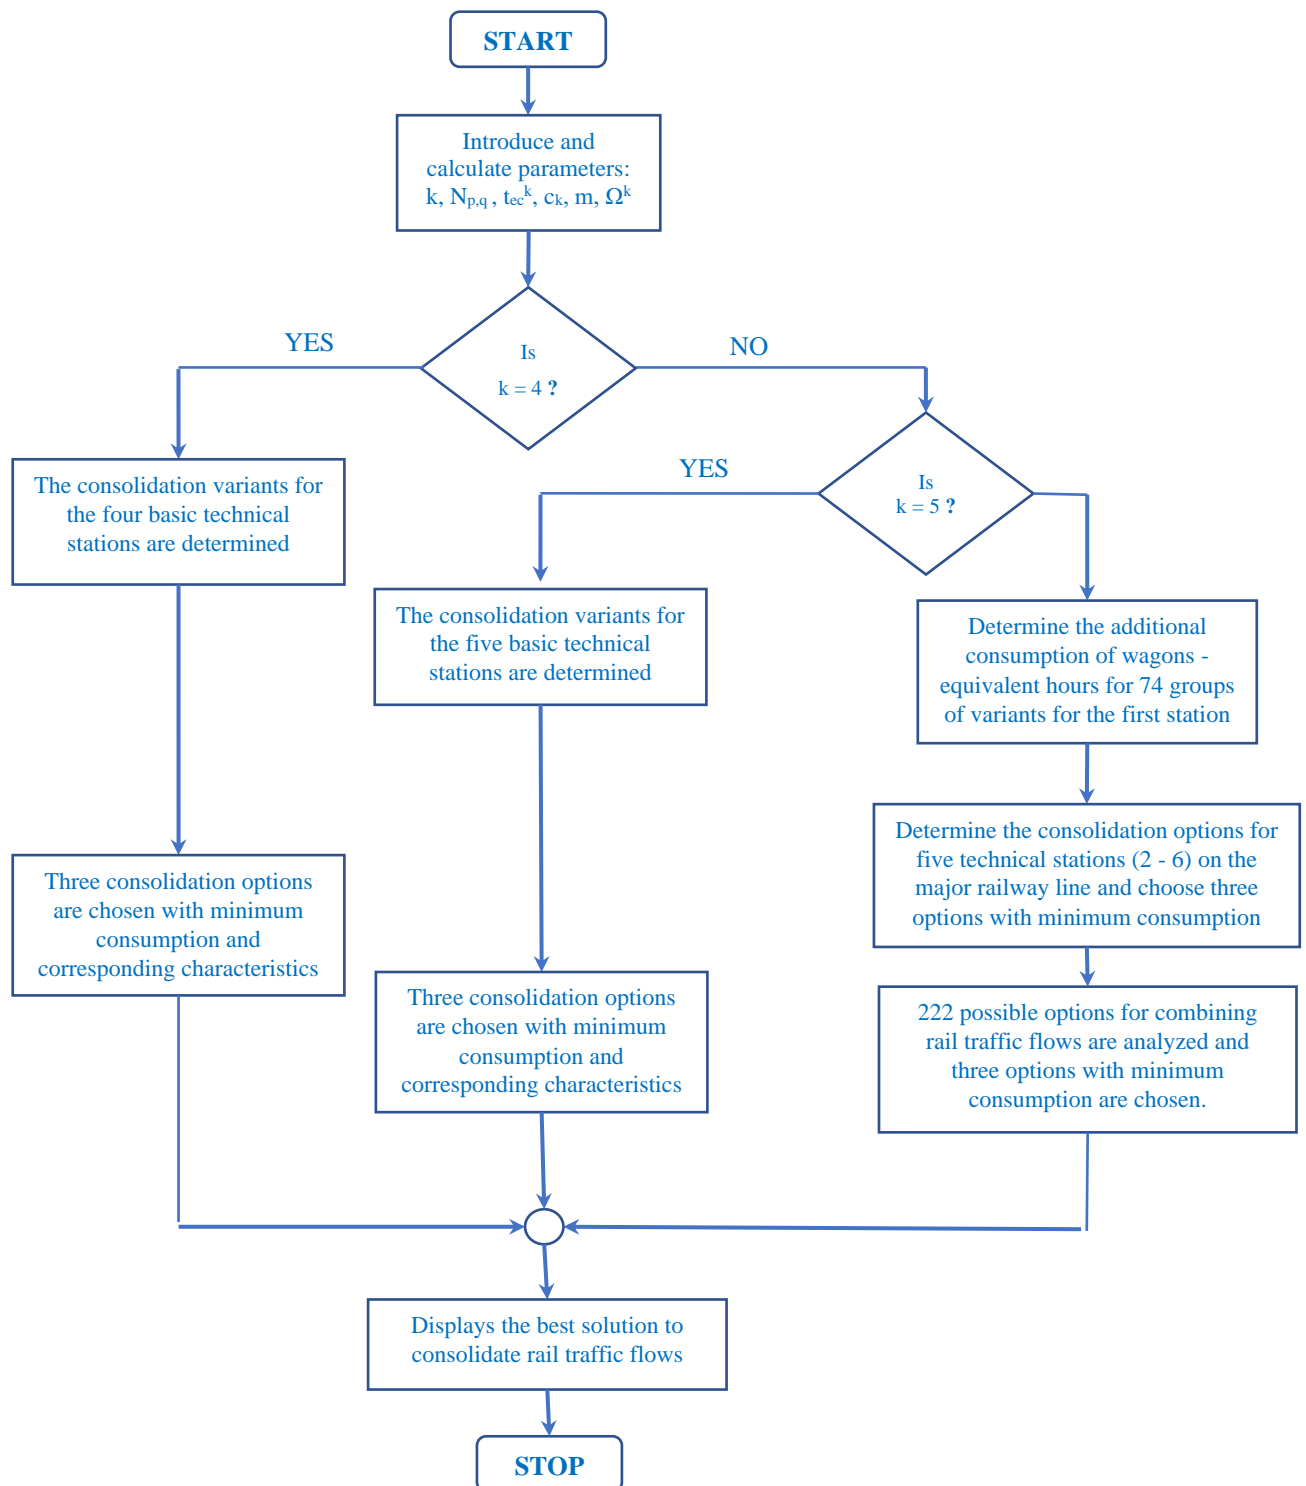 START
Introduce and
calculate parameters:
k, Np,q , tec^k, ck, m, Ω^k
YES
NO
Is
k = 4 ?
YES
Is
k = 5 ?
The consolidation variants for
the four basic technical
stations are determined
The consolidation variants for
the five basic technical
stations are determined
Determine the additional
consumption of wagons -
equivalent hours for 74 groups
of variants for the first station
Determine the consolidation options for
five technical stations (2 - 6) on the
major railway line and choose three
options with minimum consumption
Three consolidation options
are chosen with minimum
consumption and
corresponding characteristics
Three consolidation options
are chosen with minimum
consumption and
corresponding characteristics
222 possible options for combining
rail traffic flows are analyzed and
three options with minimum
consumption are chosen.
Displays the best solution to
consolidate rail traffic flows
STOP